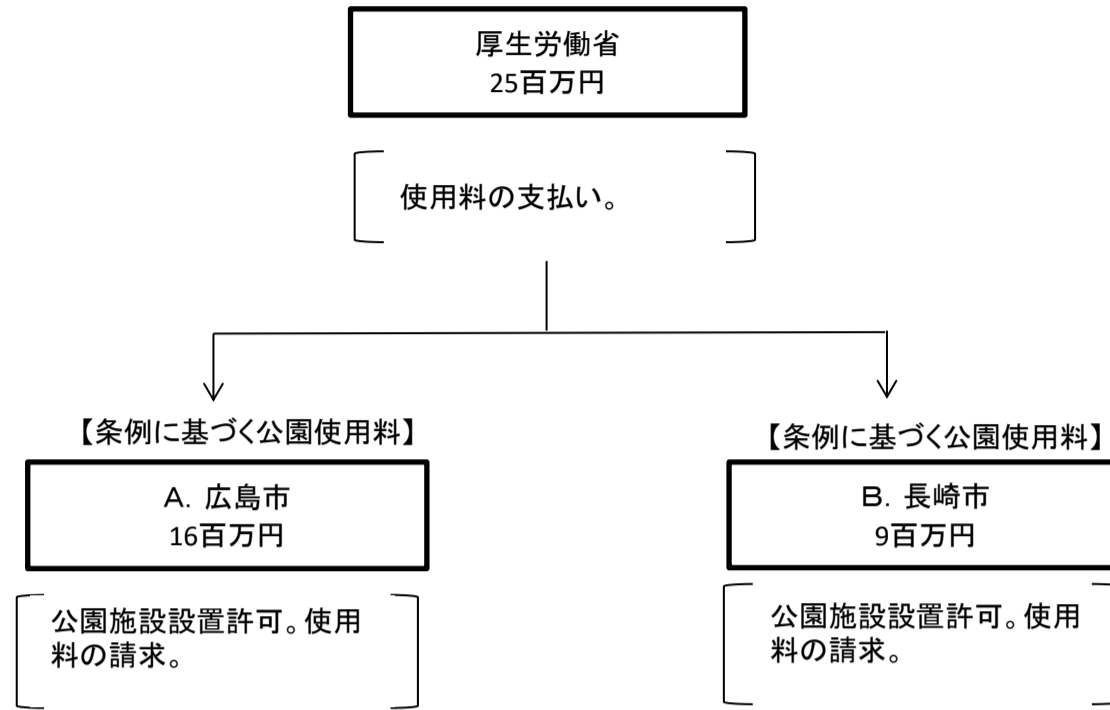 厚生労働省
25百万円
使用料の支払い。
【条例に基づく公園使用料】
A．広島市
16百万円
公園施設設置許可。使用
料の請求。
【条例に基づく公園使用料】
B．長崎市
9百万円
公園施設設置許可。使用
料の請求。